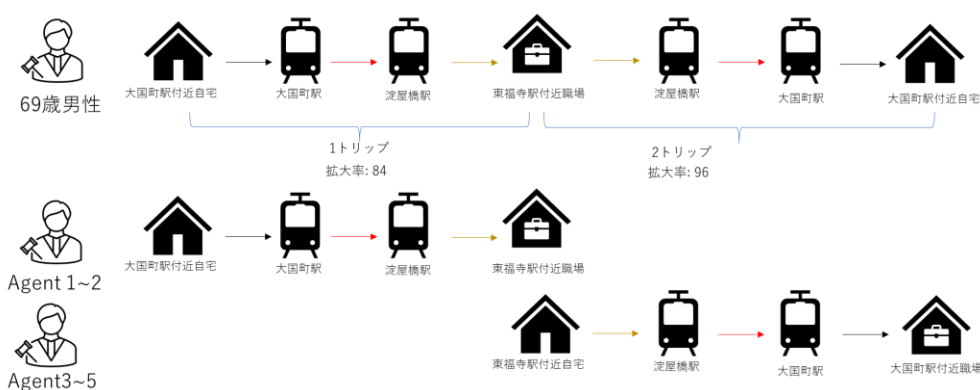 69歳男性
大国町駅付近自宅
大国町駅
淀屋橋駅
東福寺駅付近職場
淀屋橋駅
大国町駅
大国町駅付近自宅
1トリップ
拡大率: 84
2トリップ
拡大率: 96
Agent 1~2
大国町駅付近自宅
大国町駅
淀屋橋駅
東福寺駅付近職場
Agent3~5
東福寺駅付近自宅
淀屋橋駅
大国町駅
大国町駅付近職場